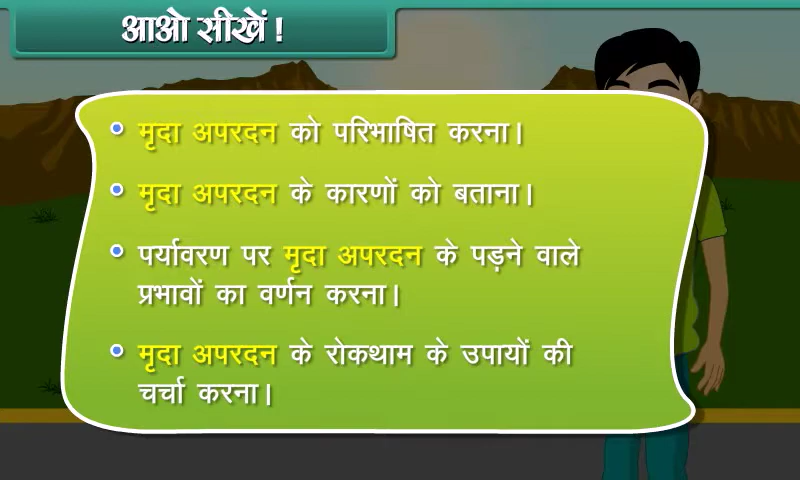 आओ सीखें!
मृदा अपरदन को परिभाषित करना।
मृदा अपरदन के कारणों को बताना।
पर्यावरण पर मृदा अपरदन के पड़ने वाले
प्रभावों का वर्णन करना।
मृदा अपरदन के रोकथाम के उपायों की
चर्चा करना।